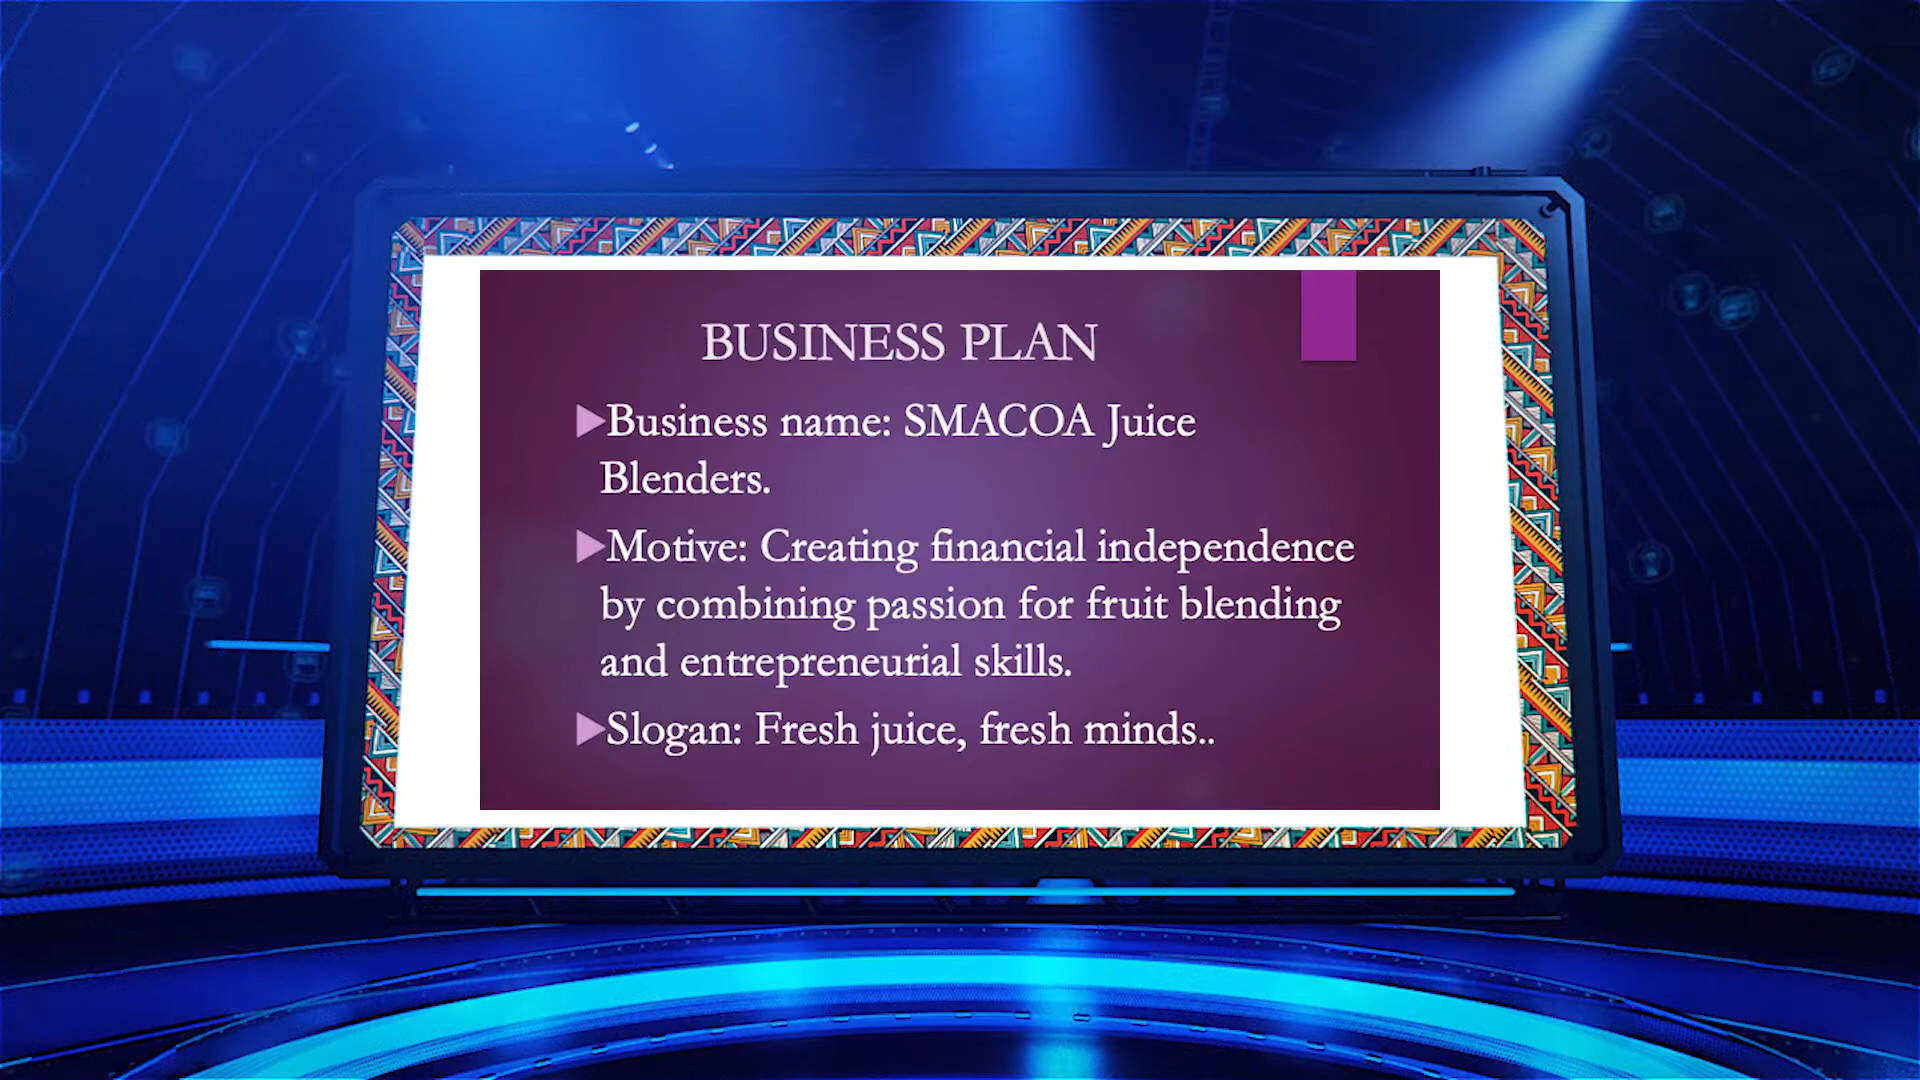 BUSINESS PLAN
Business name: SMACOA Juice
Blenders.
Motive: Creating financial independence
by combining passion for fruit blending
and entrepreneurial skills.
Slogan: Fresh juice, fresh minds..